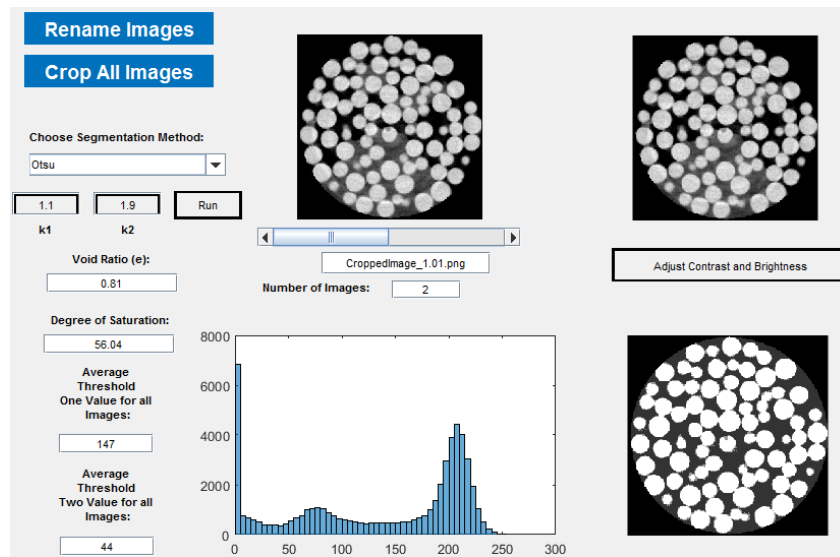 Rename Images
Crop All Images
Choose Segmentation Method:
Otsu
1.1 1.9 Run
k1 k2
Void Ratio (e):
0.81
CroppedImage_1.01.png
Number of Images: 2
Adjust Contrast and Brightness
Degree of Saturation:
56.04
Average
Threshold
One Value for all
Images:
147
Average
Threshold
Two Value for all
Images:
44
8000
6000
4000
2000
0
0 50 100 150 200 250 300